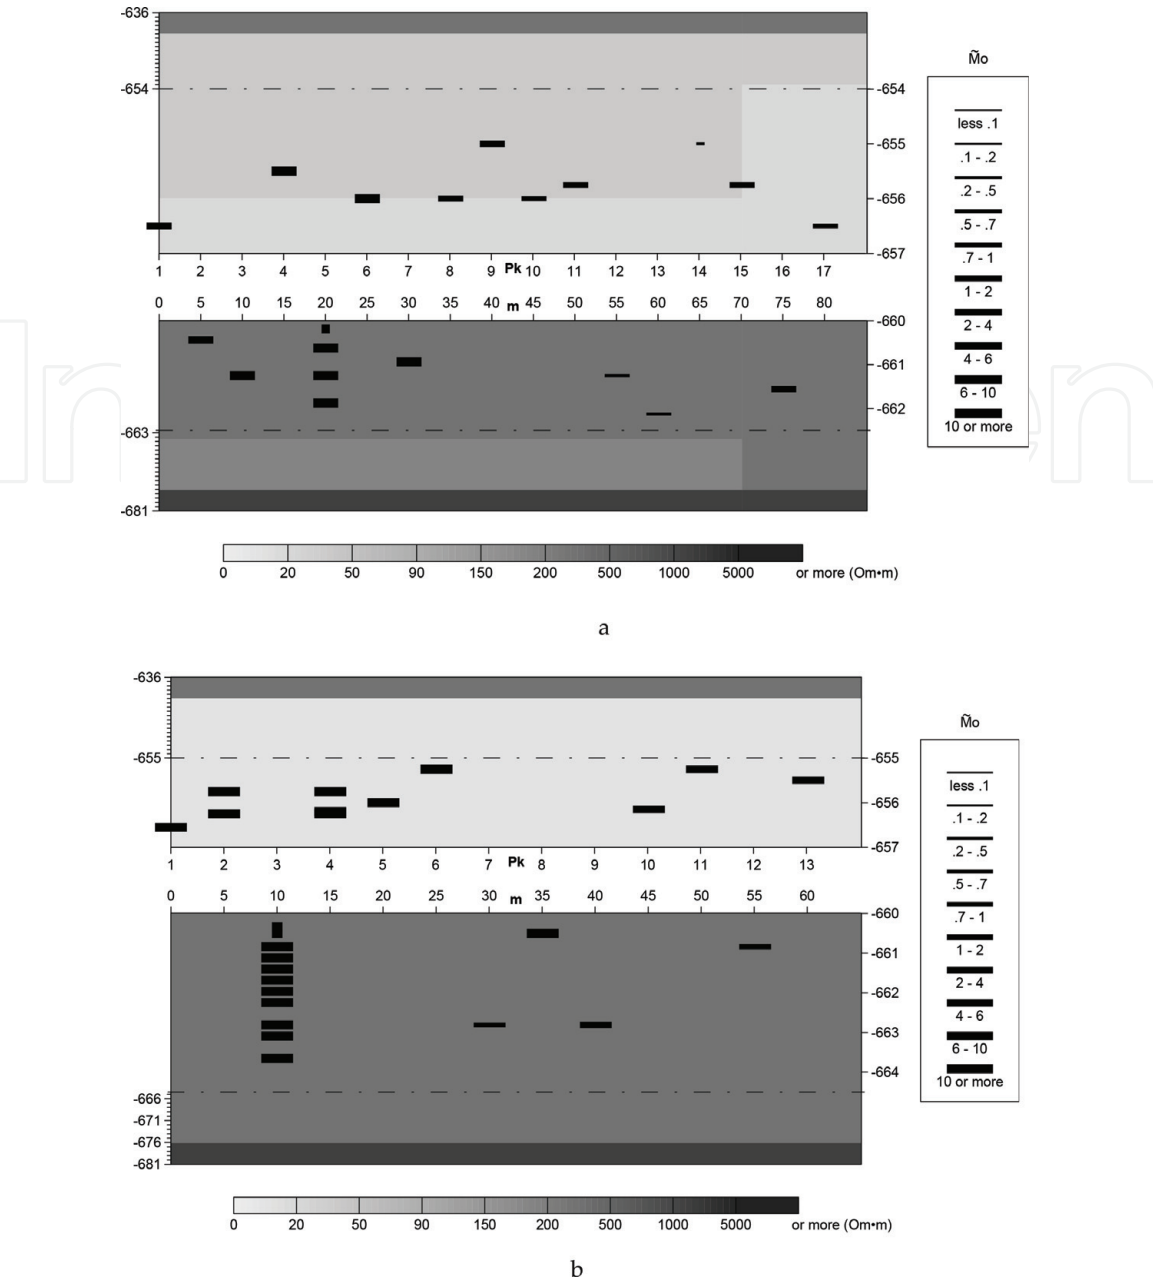 -636
M̃o
-654
-654
less .1
-655
.1 - .2
.2 - .5
-656
.5 - .7
-657
.7 - 1
1 2 3 4 5 6 7 8 9 Pk 10 11 12 13 14 15 16 17
1 - 2
0 5 10 15 20 25 30 35 40 m 45 50 55 60 65 70 75 80
-660
2 - 4
4 - 6
-661
6 - 10
-662
10 or more
-663
-681
0 20 50 90 150 200 500 1000 5000 or more (Om•m)
a
-636
M̃o
-655
-655
less .1
-656
.1 - .2
-657
.2 - .5
1 2 3 4 5 6 7 Pk 8 9 10 11 12 13
.5 - .7
0 5 10 15 20 25 30 m 35 40 45 50 55 60
-660
.7 - 1
-661
1 - 2
-662
2 - 4
-663
4 - 6
-664
6 - 10
-666
10 or more
-671
-676
-681
0 20 50 90 150 200 500 1000 5000 or more (Om•m)
b